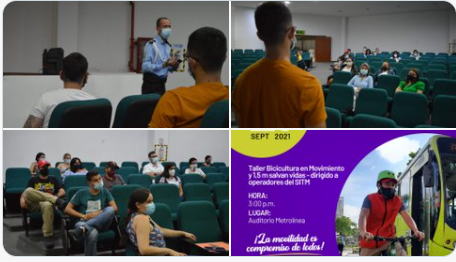 SEPT 2021
Taller Bicicultura en Movimiento
y 1.5 m salvan vidas - dirigido a
operadores del SITM
HORA:
3:00 p.m.
LUGAR:
Auditorio Metrolínea
¡La movilidad es
compromiso de todos!